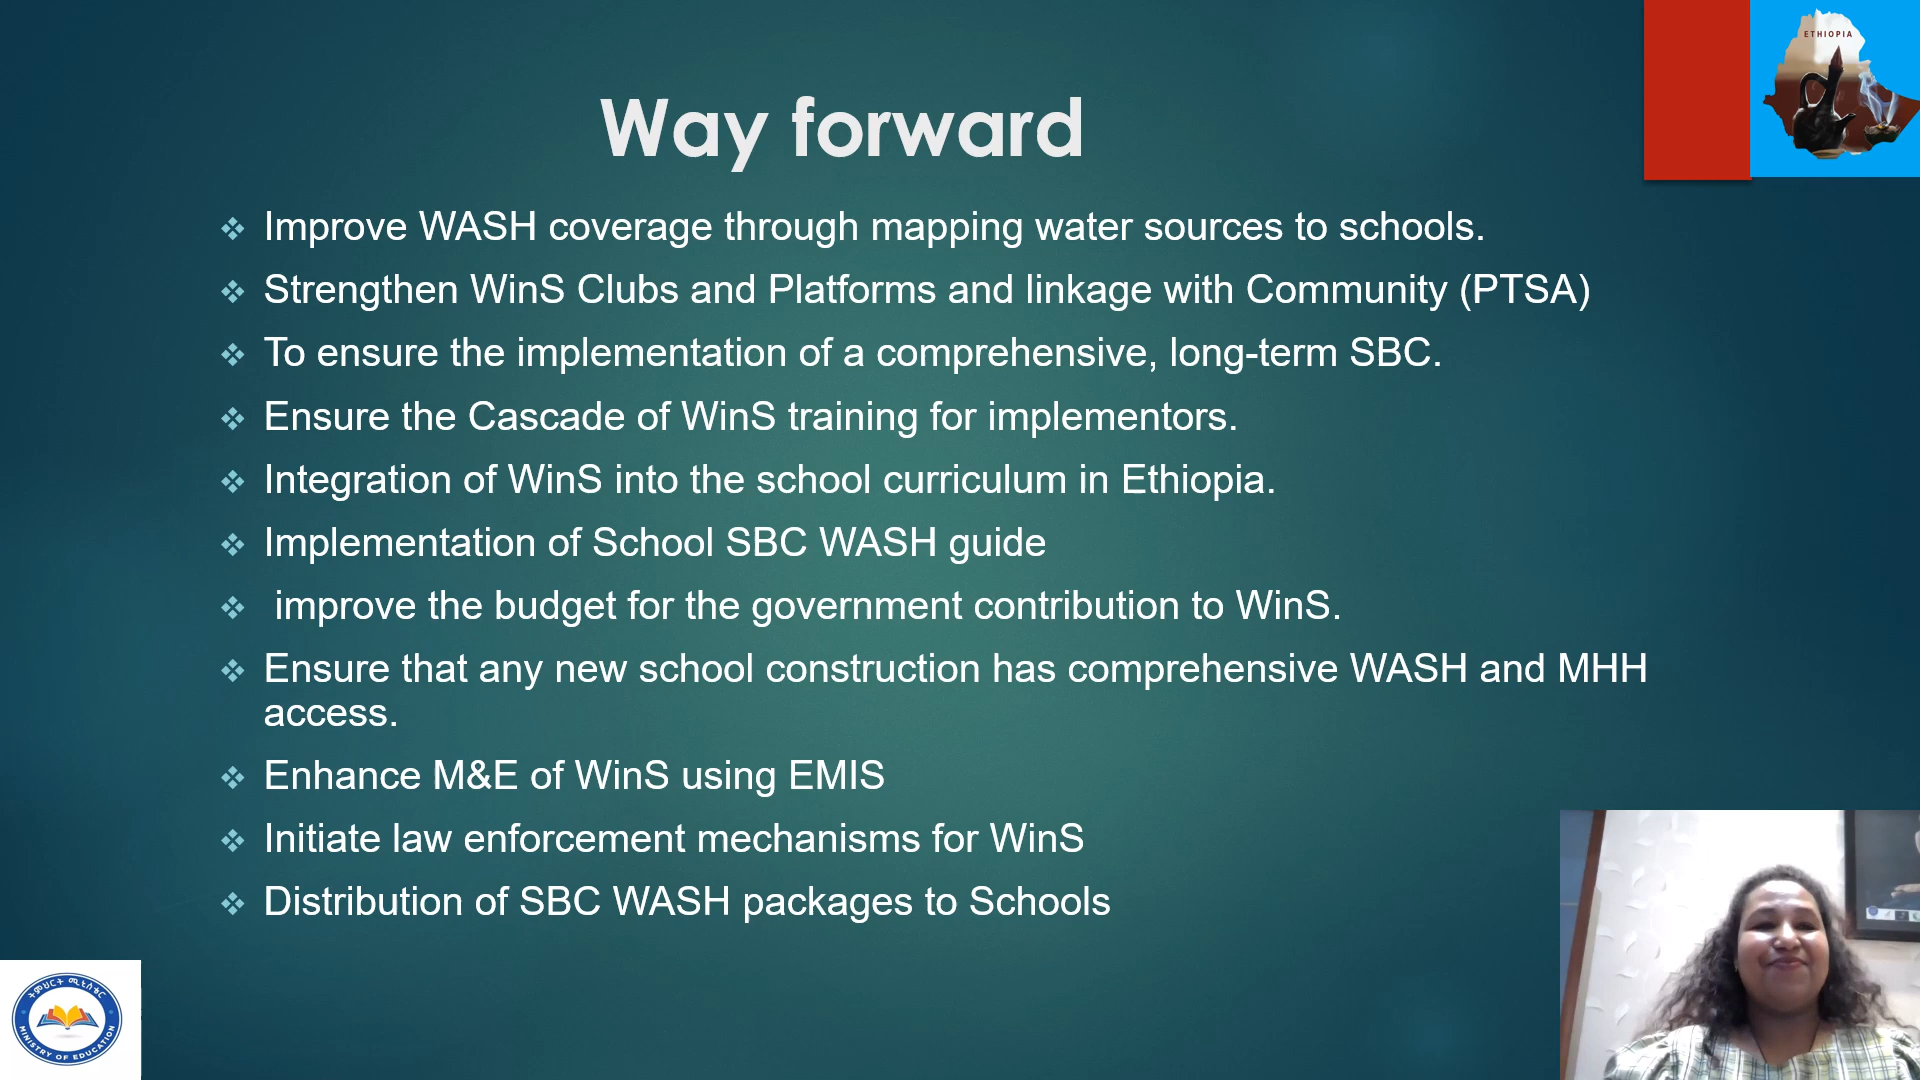 ETHIOPIA
Way forward
Improve WASH coverage through mapping water sources to schools.
Strengthen WinS Clubs and Platforms and linkage with Community (PTSA)
To ensure the implementation of a comprehensive, long-term SBC.
Ensure the Cascade of WinS training for implementors.
Integration of WinS into the school curriculum in Ethiopia.
Implementation of School SBC WASH guide
improve the budget for the government contribution to WinS.
Ensure that any new school construction has comprehensive WASH and MHH
access.
Enhance M&E of WinS using EMIS
Initiate law enforcement mechanisms for WinS
Distribution of SBC WASH packages to Schools
ትምህርት ሚኒስቴር
MINISTRY OF EDUCATION